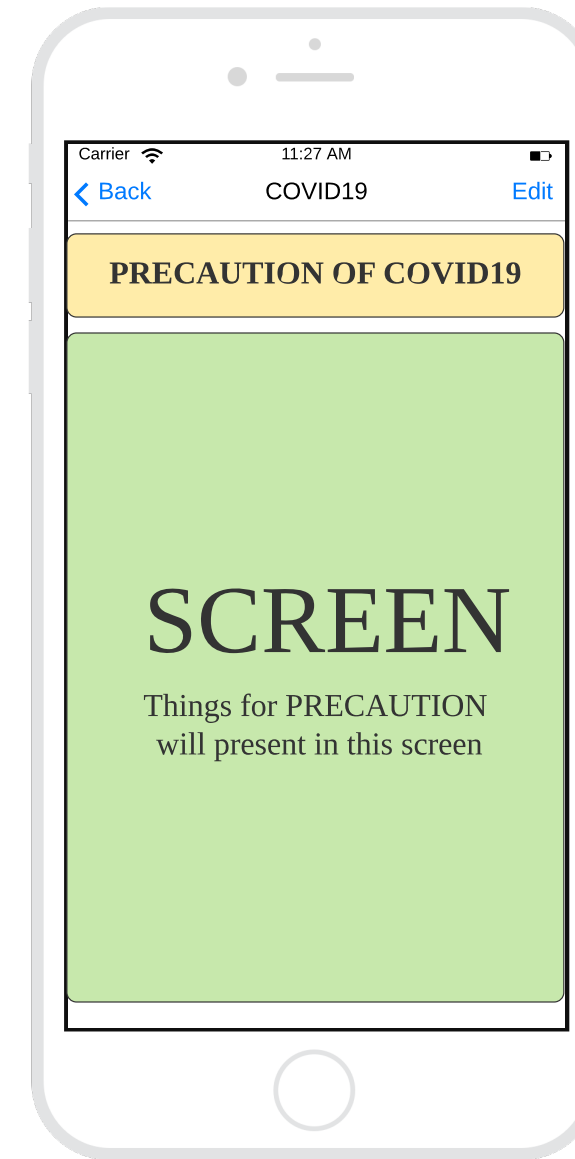 Carrier 11:27 AM
Back COVID19 Edit
PRECAUTION OF COVID19
SCREEN
Things for PRECAUTION
will present in this screen